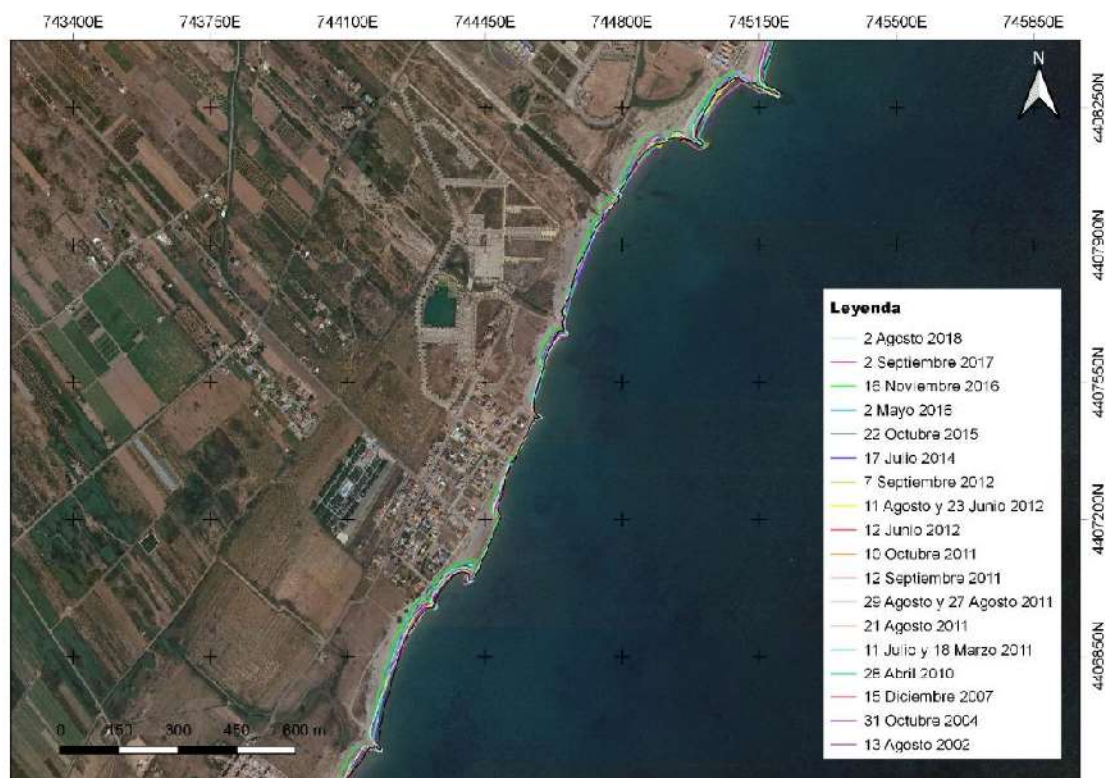 743400E 743750E 744100E 744450E 744800E 745150E 745500E 745850E
N
4408250N
4407900N
4407550N
4407200N
4406850N
Leyenda
2 Agosto 2018
2 Septiembre 2017
16 Noviembre 2016
2 Mayo 2016
22 Octubre 2015
17 Julio 2014
7 Septiembre 2012
11 Agosto y 23 Junio 2012
12 Junio 2012
10 Octubre 2011
12 Septiembre 2011
29 Agosto y 27 Agosto 2011
21 Agosto 2011
11 Julio y 18 Marzo 2011
28 Abril 2010
15 Diciembre 2007
31 Octubre 2004
13 Agosto 2002
0 150 300 450 600 m